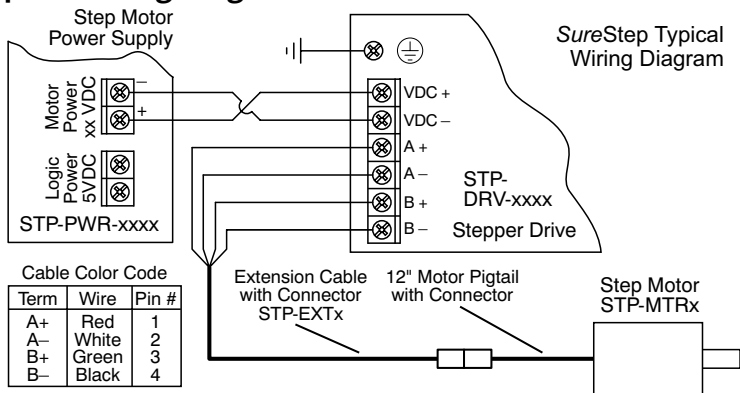 Step Motor
Power Supply
SureStep Typical
Wiring Diagram
Motor
Power
xx VDC
–
+
Logic
Power
5VDC
STP-PWR-xxxx
VDC +
VDC –
A +
A –
B +
B –
STP-
DRV-xxxx
Stepper Drive
Cable Color Code
Term Wire Pin #
A+ Red 1
A– White 2
B+ Green 3
B– Black 4
Extension Cable
with Connector
STP-EXTx
12" Motor Pigtail
with Connector
Step Motor
STP-MTRx